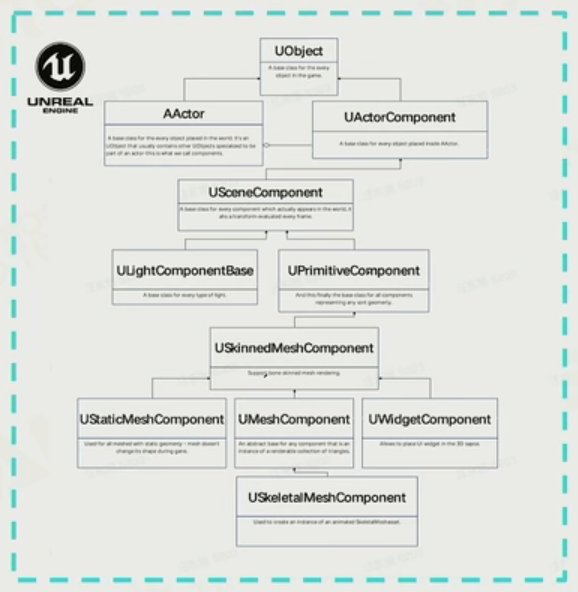 UObject
A base class for the every
object in the game.
UNREAL
ENGINE
AActor
A base class for the every object placed in the world. It's an
UObject that usually contains other UObjects specialized to be
part of an actor-this is what we call components.
UActorComponent
A base class for every object placed inside AActor.
USceneComponent
A base class for every component which actually appears in the world, it
ahs a transform evaluated every frame.
ULightComponentBase
A base class for every type of light.
UPrimitiveComponent
And this finally the base class for all components
representing any sort geometry.
USkinnedMeshComponent
Support bone skinned mesh rendering.
UStaticMeshComponent
Used for all meshed with static geometry - mesh doesn't
change its shape during game.
UMeshComponent
An abstract base for any component that is an
instance of a renderable collection of triangles.
UWidgetComponent
Allows to place UI widget in the 3D sapce.
USkeletalMeshComponent
Used to create an instance of an animated SkeletalMeshasset.